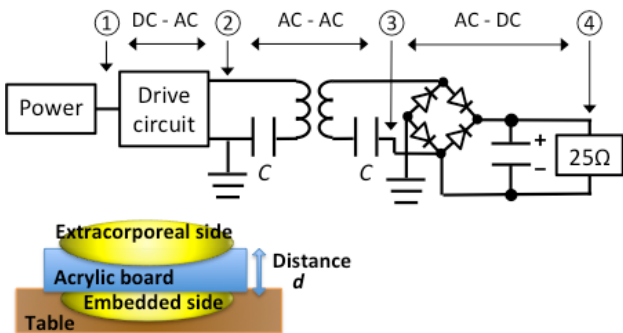 ① DC - AC ② AC - AC ③ AC - DC ④
Power
Drive
circuit
C
C
+
−
25Ω
Extracorporeal side
Acrylic board
Embedded side
Table
Distance
d